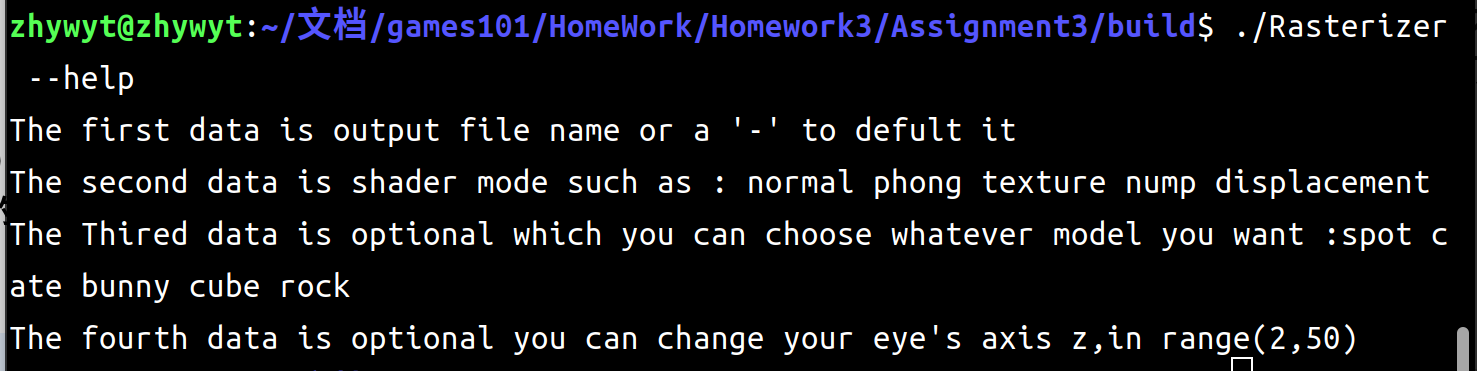 zhywyt@zhywyt:~/文档/games101/HomeWork/Homework3/Assignment3/build$ ./Rasterizer
 --help
The first data is output file name or a '-' to defult it
The second data is shader mode such as : normal phong texture nump displacement
The Thired data is optional which you can choose whatever model you want :spot c
ate bunny cube rock
The fourth data is optional you can change your eye's axis z,in range(2,50)